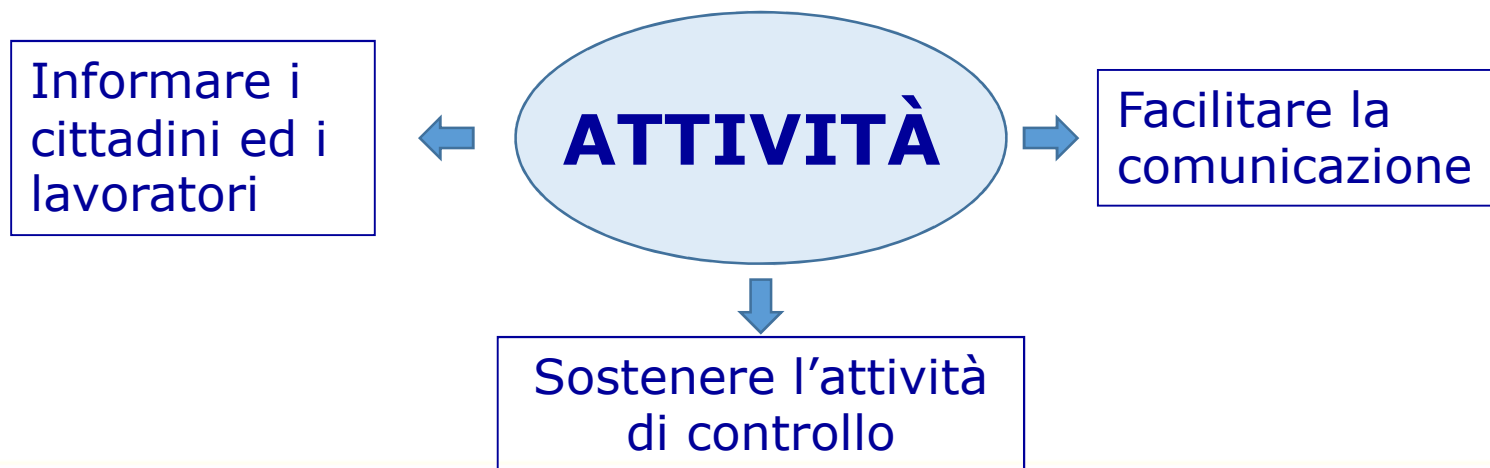 Informare i
cittadini ed i
lavoratori
ATTIVITÀ
Facilitare la
comunicazione
Sostenere l’attività
di controllo